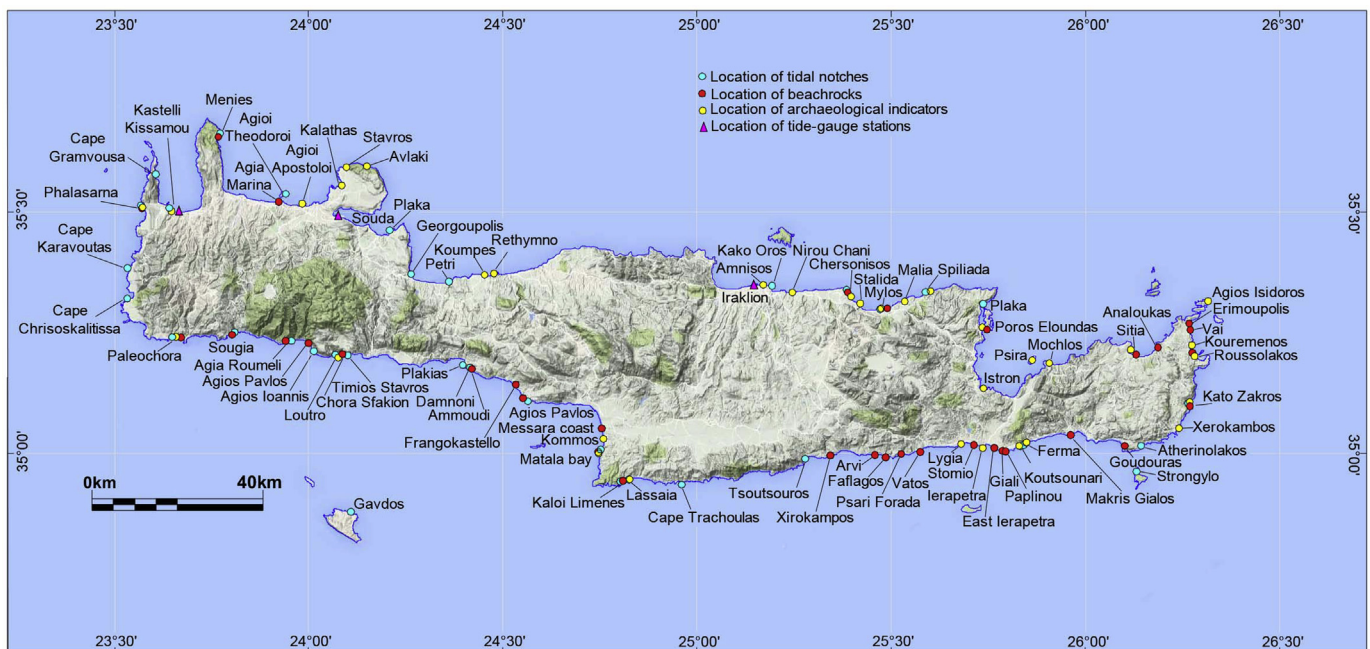 23°30' 24°00' 24°30' 25°00' 25°30' 26°00' 26°30'
Location of tidal notches
Location of beachrocks
Location of archaeological indicators
Location of tide-gauge stations
Menies
Kastelli
Kissamou
Agioi
Theodoroi
Kalathas
Stavros
Avlaki
Cape
Gramvousa
Agioi
Apostoloi
Agia
Marina
Phalasarna
35°30'
35°30'
Souda
Plaka
Cape
Karavoutas
Georgoupolis
Koumpes
Petri
Rethymno
Kako Oros
Nirou Chani
Amnisos
Chersonisos
Iraklion
Stalida
Mylos
Malia
Spiliada
Plaka
Poros Eloundas
Agios Isidoros
Erimoupolis
Analoukas
Sitia
Vai
Kouremenos
Roussolakos
Psira
Mochlos
Istron
Kato Zakros
Xerokambos
Cape
Chrisoskalitissa
Paleochora
Sougia
Agia Roumeli
Agios Pavlos
Agios Ioannis
Loutro
Timios Stavros
Chora Sfakion
Plakias
Damnoni
Ammoudi
Frangokastello
Agios Pavlos
Messara coast
Kommos
Matala bay
35°00'
35°00'
Kaloi Limenes
Lassaia
Cape Trachoulas
Tsoutsouros
Xirokampos
Arvi
Faflagos
Psari Forada
Vatos
Lygia
Stomio
Ierapetra
East Ierapetra
Giali
Paplinou
Koutsounari
Ferma
Makris Gialos
Goudouras
Atherinolakos
Strongylo
0km 40km
Gavdos
23°30' 24°00' 24°30' 25°00' 25°30' 26°00' 26°30'